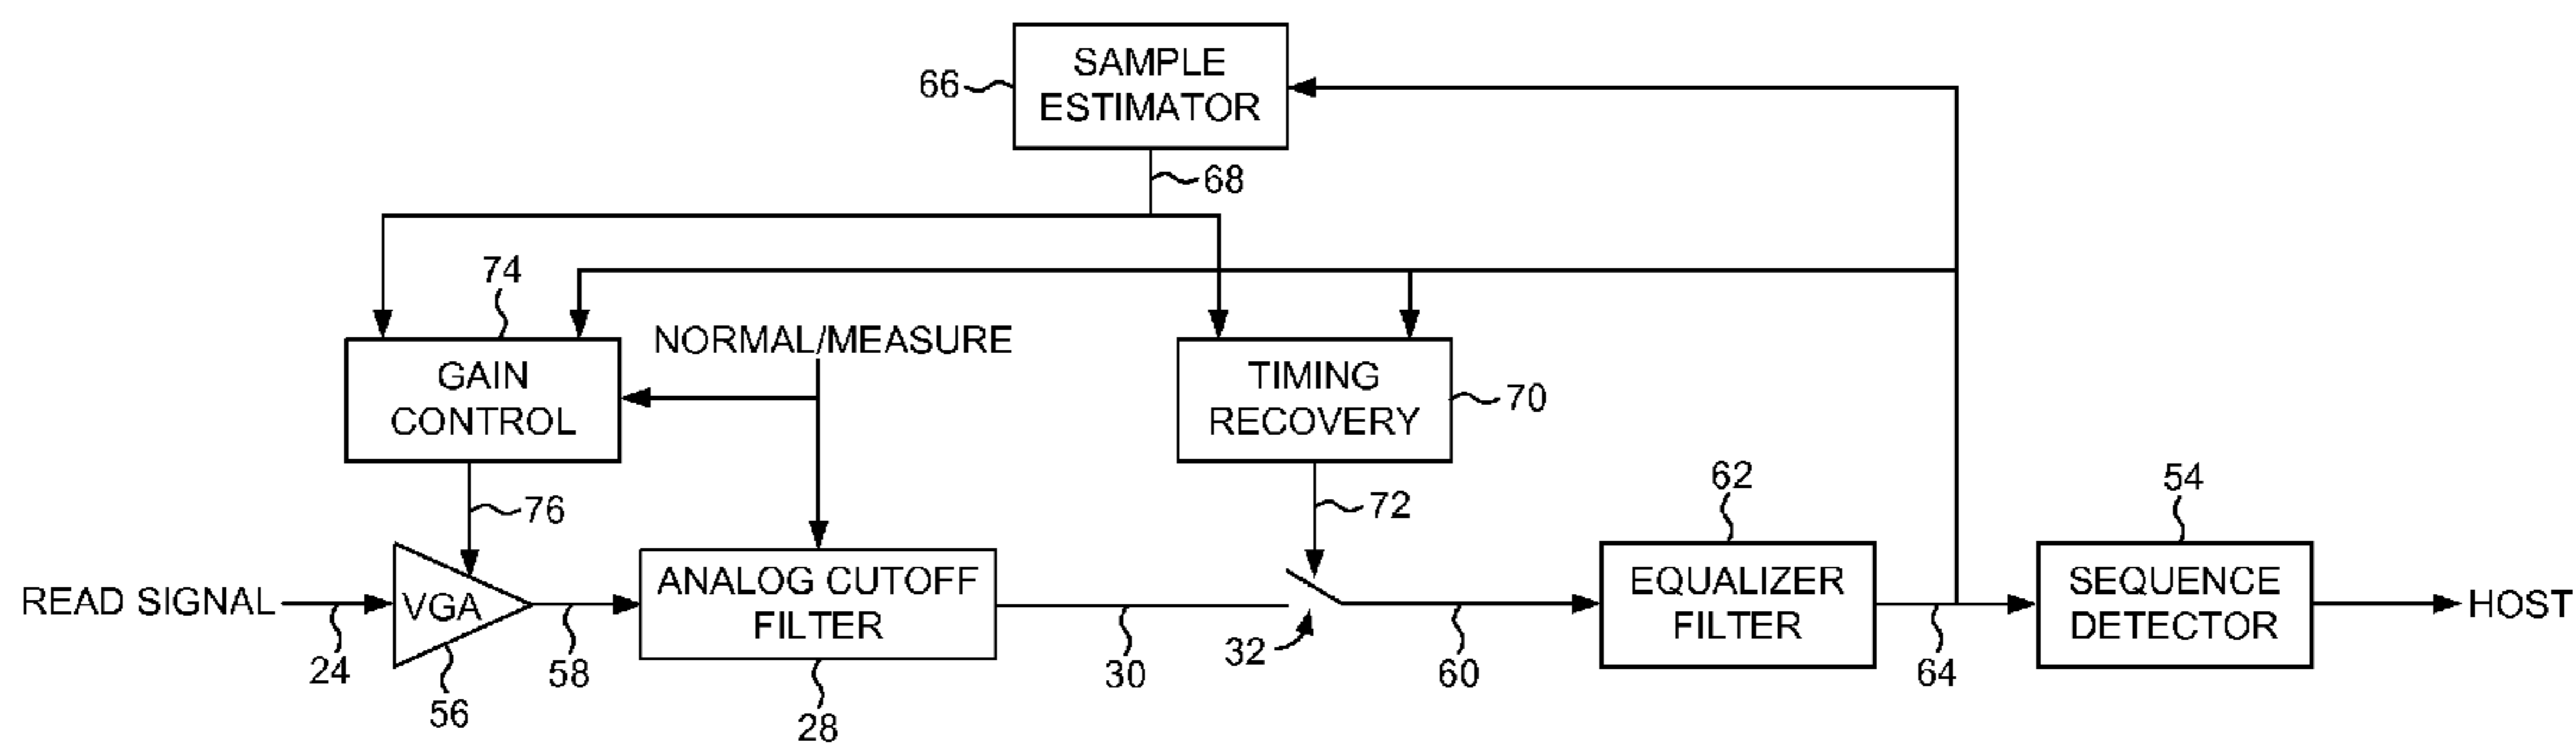 SAMPLE
ESTIMATOR
66
68
74
NORMAL/MEASURE
GAIN
CONTROL
TIMING
RECOVERY
70
76
72
62
54
READ SIGNAL
VGA
ANALOG CUTOFF
FILTER
EQUALIZER
FILTER
SEQUENCE
DETECTOR
HOST
24
56
58
28
30
32
60
64